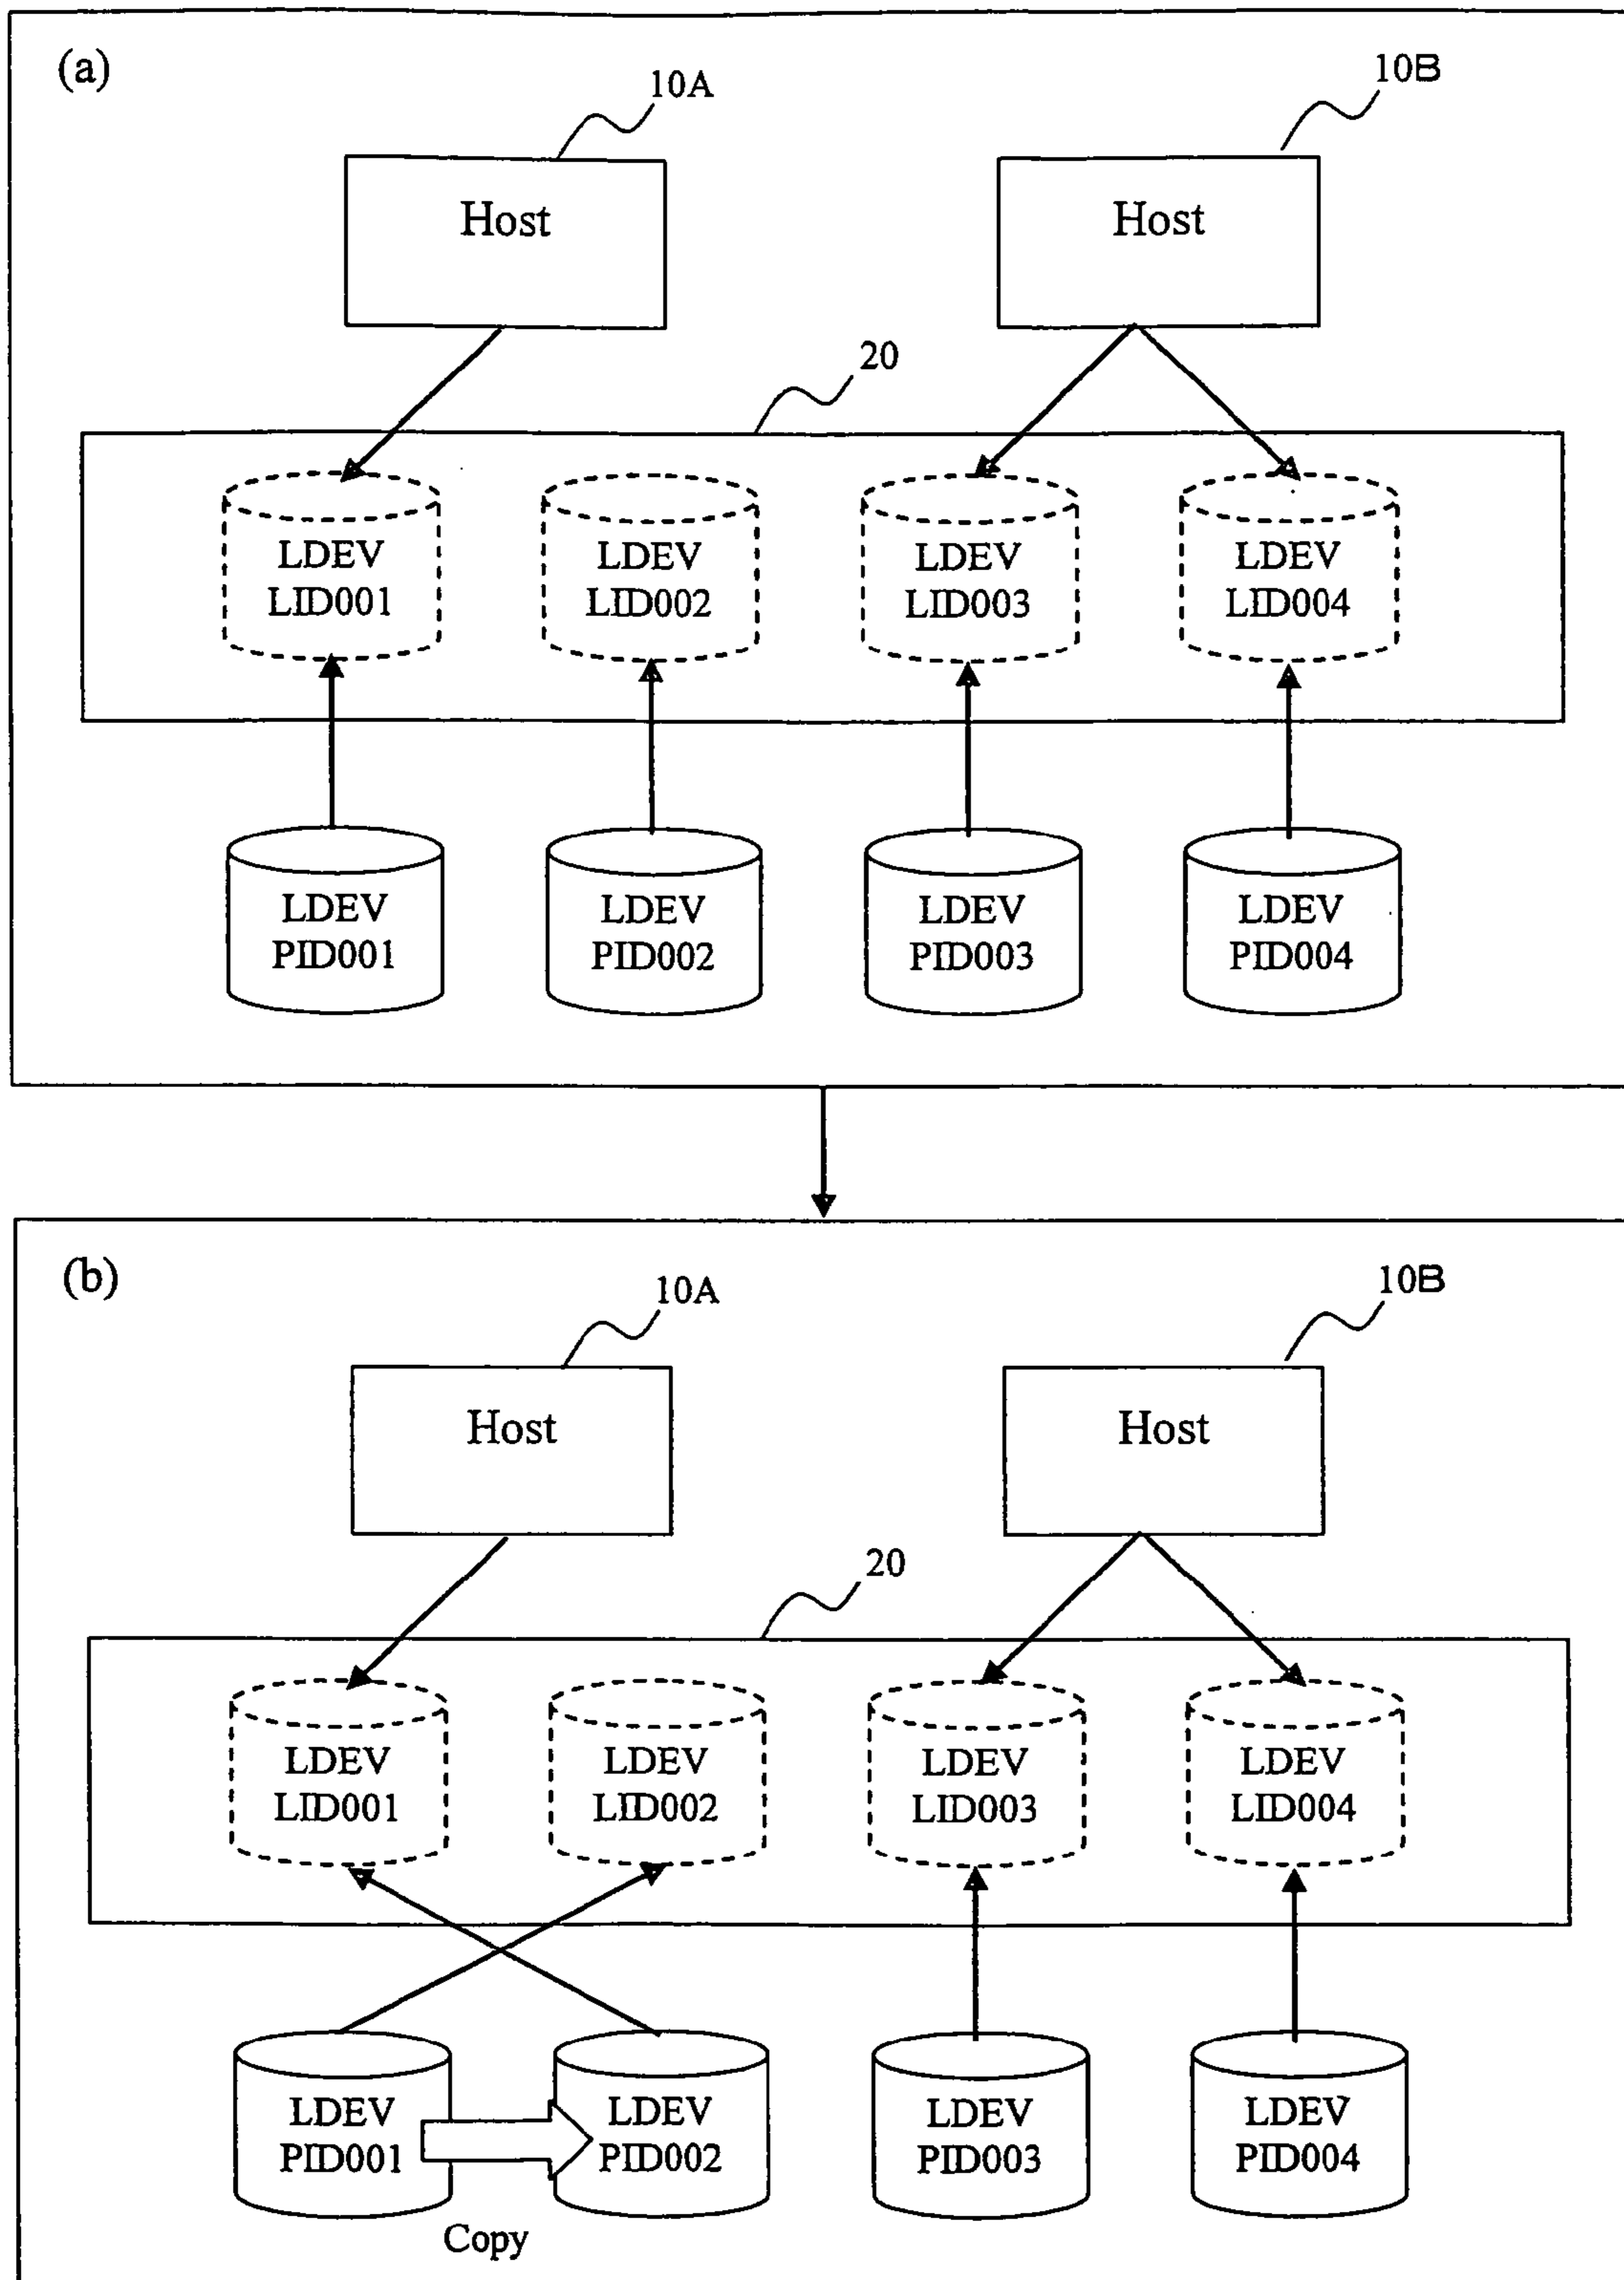 (a)
10A
10B
Host
Host
20
LDEV
LID001
LDEV
LID002
LDEV
LID003
LDEV
LID004
LDEV
PID001
LDEV
PID002
LDEV
PID003
LDEV
PID004
(b)
10A
10B
Host
Host
20
LDEV
LID001
LDEV
LID002
LDEV
LID003
LDEV
LID004
LDEV
PID001
LDEV
PID002
LDEV
PID003
LDEV
PID004
Copy